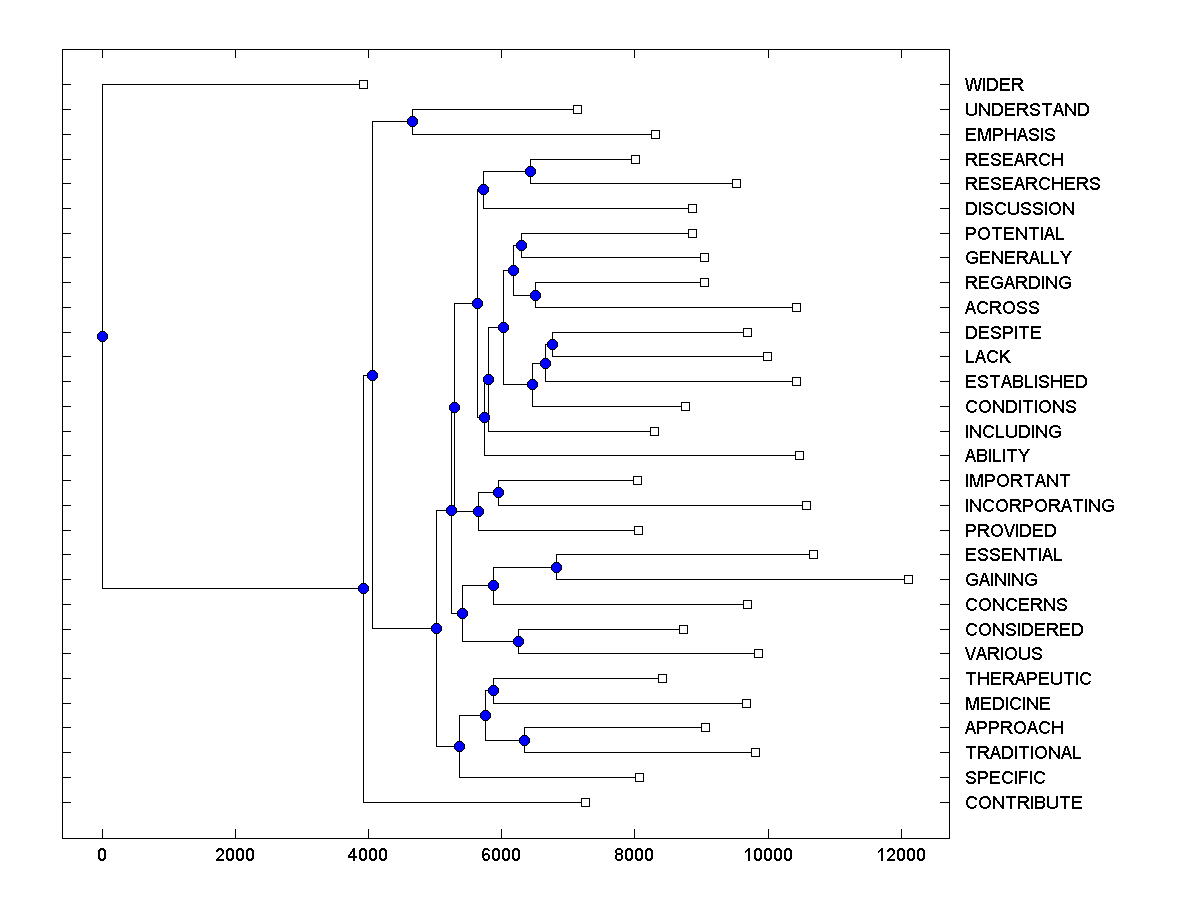 WIDER
UNDERSTAND
EMPHASIS
RESEARCH
RESEARCHERS
DISCUSSION
POTENTIAL
GENERALLY
REGARDING
ACROSS
DESPITE
LACK
ESTABLISHED
CONDITIONS
INCLUDING
ABILITY
IMPORTANT
INCORPORATING
PROVIDED
ESSENTIAL
GAINING
CONCERNS
CONSIDERED
VARIOUS
THERAPEUTIC
MEDICINE
APPROACH
TRADITIONAL
SPECIFIC
CONTRIBUTE
0 2000 4000 6000 8000 10000 12000